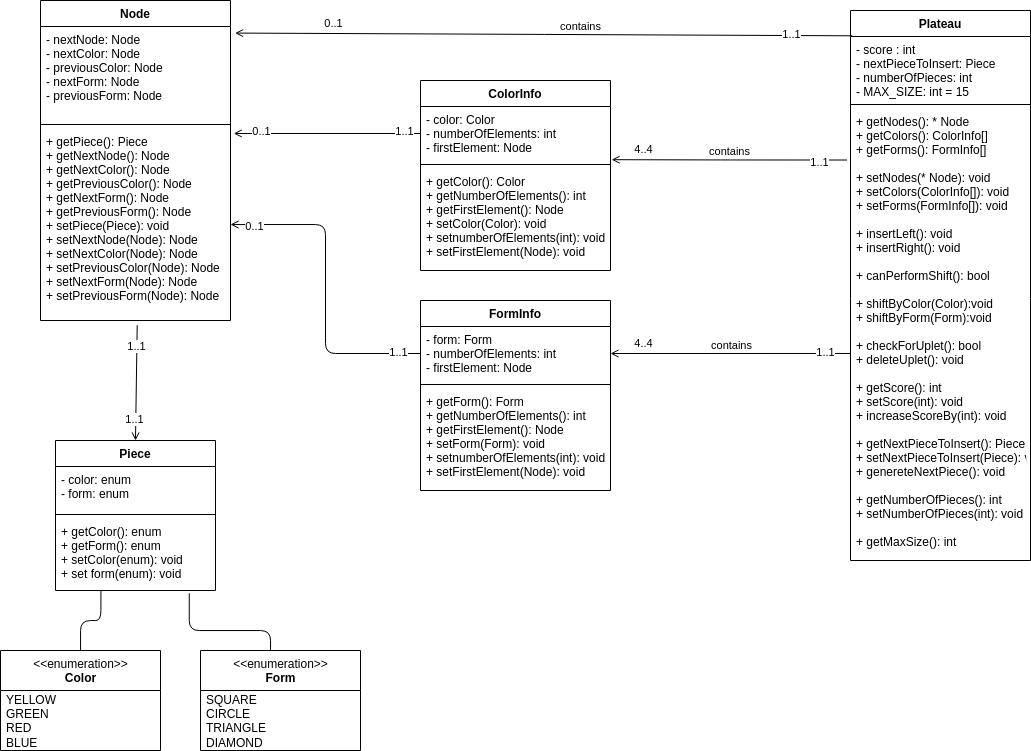 Node
- nextNode: Node
- nextColor: Node
- previousColor: Node
- nextForm: Node
- previousForm: Node
+ getPiece(): Piece
+ getNextNode(): Node
+ getNextColor(): Node
+ getPreviousColor(): Node
+ getNextForm(): Node
+ getPreviousForm(): Node
+ setPiece(Piece): void
+ setNextNode(Node): Node
+ setNextColor(Node): Node
+ setPreviousColor(Node): Node
+ setNextForm(Node): Node
+ setPreviousForm(Node): Node
0..1
contains
1..1
0..1
1..1
0..1
1..1
ColorInfo
- color: Color
- numberOfElements: int
- firstElement: Node
+ getColor(): Color
+ getNumberOfElements(): int
+ getFirstElement(): Node
+ setColor(Color): void
+ setnumberOfElements(int): void
+ setFirstElement(Node): void
4..4
contains
1..1
FormInfo
- form: Form
- numberOfElements: int
- firstElement: Node
+ getForm(): Form
+ getNumberOfElements(): int
+ getFirstElement(): Node
+ setForm(Form): void
+ setnumberOfElements(int): void
+ setFirstElement(Node): void
4..4
contains
1..1
Plateau
- score : int
- nextPieceToInsert: Piece
- numberOfPieces: int
- MAX_SIZE: int = 15
+ getNodes(): * Node
+ getColors(): ColorInfo[]
+ getForms(): FormInfo[]
+ setNodes(* Node): void
+ setColors(ColorInfo[]): void
+ setForms(FormInfo[]): void
+ insertLeft(): void
+ insertRight(): void
+ canPerformShift(): bool
+ shiftByColor(Color):void
+ shiftByForm(Form):void
+ checkForUplet(): bool
+ deleteUplet(): void
+ getScore(): int
+ setScore(int): void
+ increaseScoreBy(int): void
+ getNextPieceToInsert(): Piece
+ setNextPieceToInsert(Piece):
+ genereteNextPiece(): void
+ getNumberOfPieces(): int
+ setNumberOfPieces(int): void
+ getMaxSize(): int
1..1
1..1
Piece
- color: enum
- form: enum
+ getColor(): enum
+ getForm(): enum
+ setColor(enum): void
+ set form(enum): void
<<enumeration>>
Color
YELLOW
GREEN
RED
BLUE
<<enumeration>>
Form
SQUARE
CIRCLE
TRIANGLE
DIAMOND